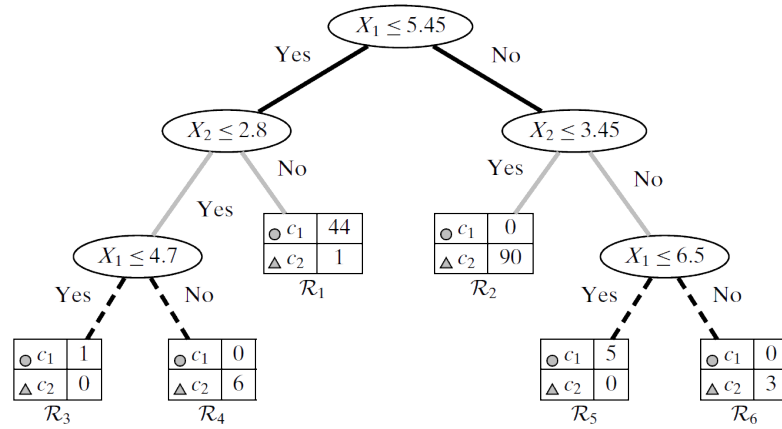 X₁ ≤ 5.45
Yes
No
X₂ ≤ 2.8
X₂ ≤ 3.45
Yes
No
Yes
No
X₁ ≤ 4.7
c₁ 44
c₂ 1
R₁
c₁ 0
c₂ 90
R₂
X₁ ≤ 6.5
Yes
No
Yes
No
c₁ 1
c₂ 0
R₃
c₁ 0
c₂ 6
R₄
c₁ 5
c₂ 0
R₅
c₁ 0
c₂ 3
R₆